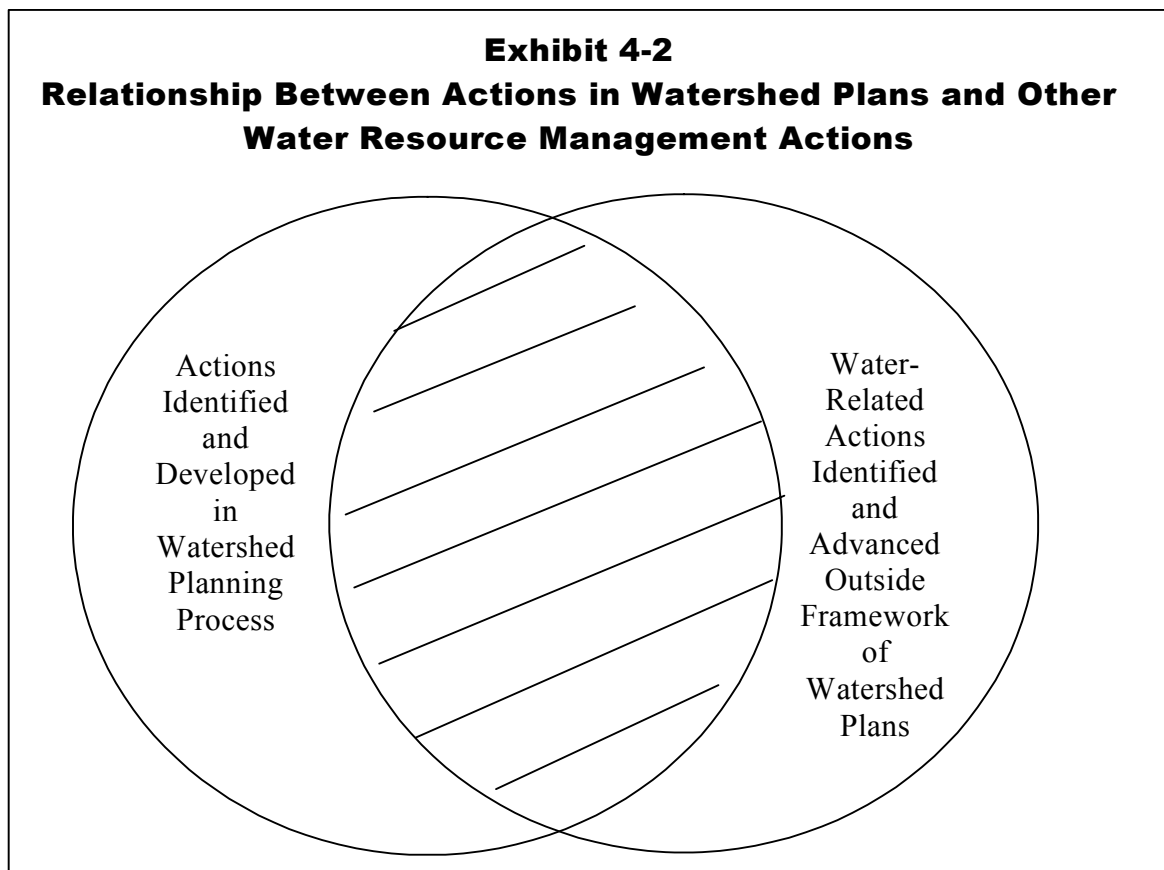 Exhibit 4-2
Relationship Between Actions in Watershed Plans and Other
Water Resource Management Actions
Actions
Identified
and
Developed
in
Watershed
Planning
Process
Water-
Related
Actions
Identified
and
Advanced
Outside
Framework
of
Watershed
Plans